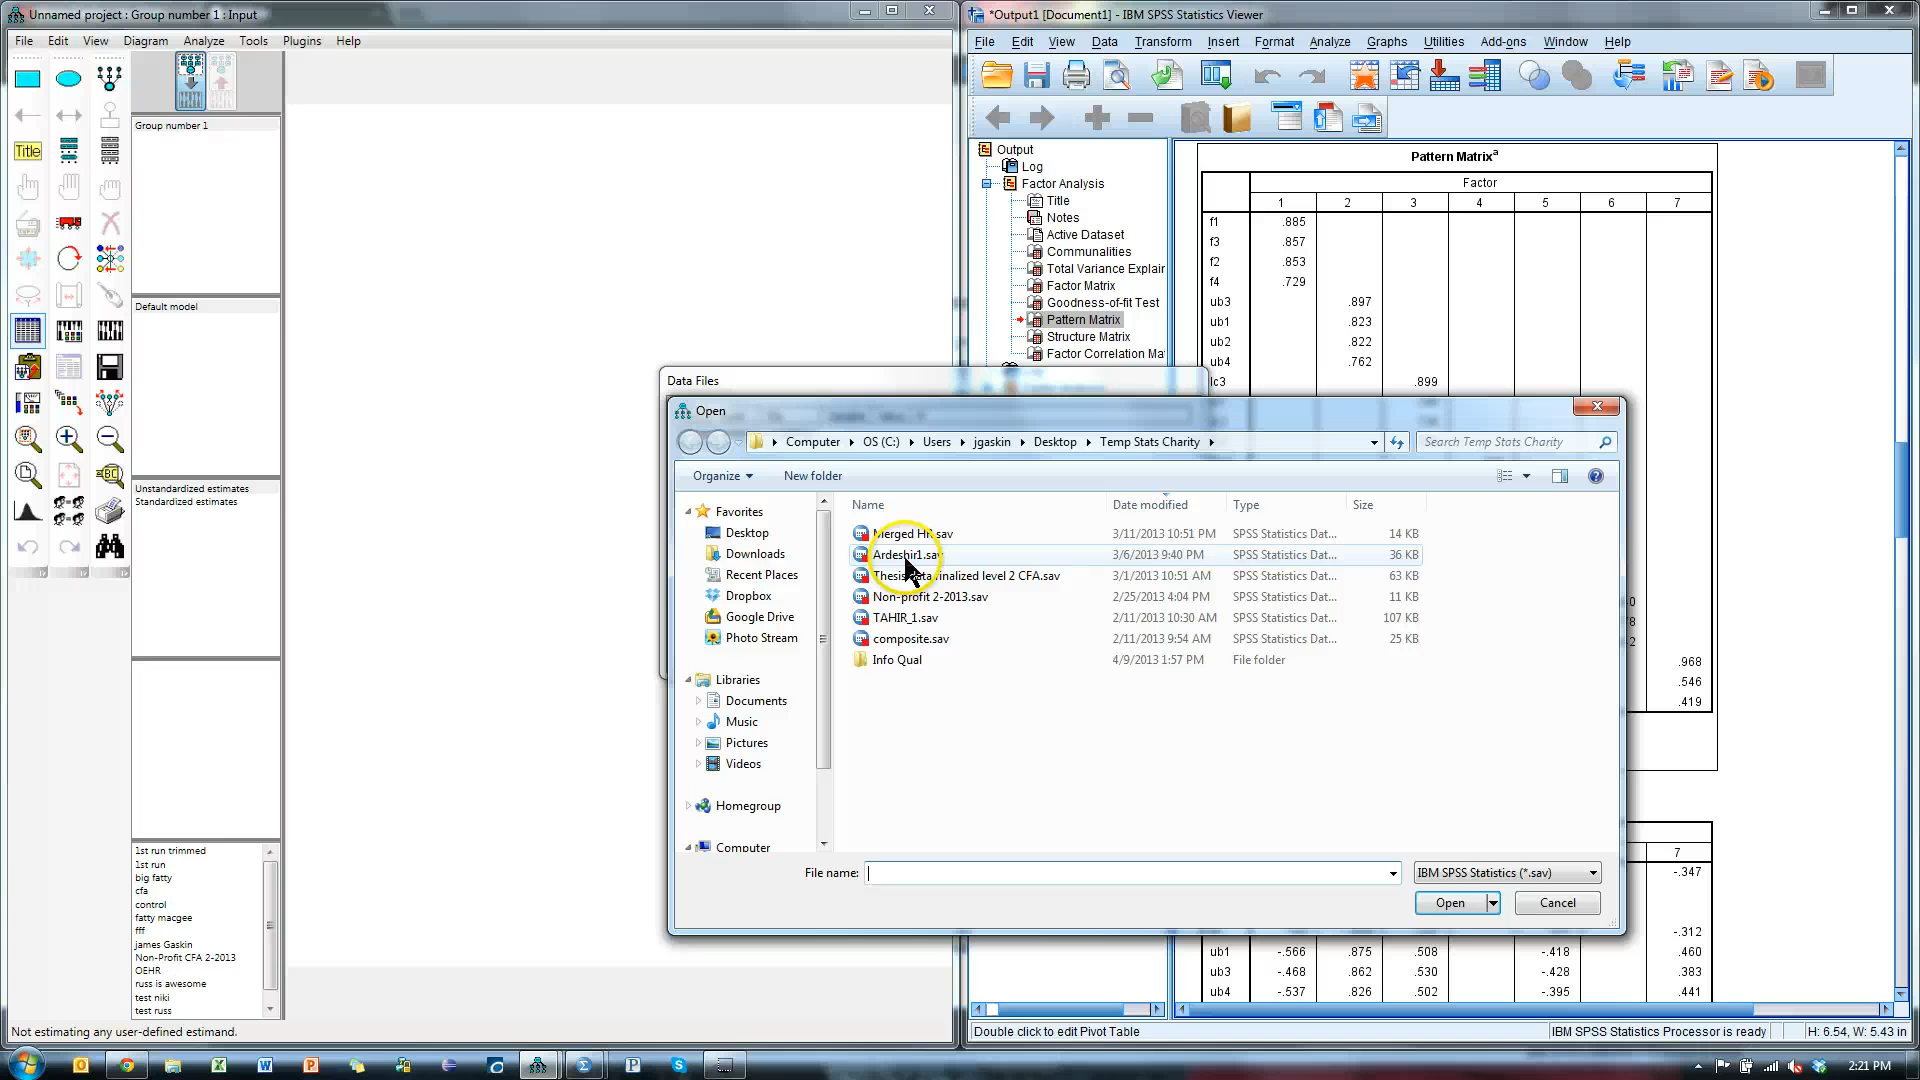 Unnamed project : Group number 1 : Input
File Edit View Diagram Analyze Tools Plugins Help
Title
Group number 1
Default model
Unstandardized estimates
Standardized estimates
1st run trimmed
1st run
big fatty
cfa
control
fatty macgee
fff
james Gaskin
Non-Profit CFA 2-2013
OEHR
russ is awesome
test niki
test russ
Not estimating any user-defined estimand.
*Output1 [Document1] - IBM SPSS Statistics Viewer
File Edit View Data Transform Insert Format Analyze Graphs Utilities Add-ons Window Help
Output
Log
Factor Analysis
Title
Notes
Active Dataset
Communalities
Total Variance Explair
Factor Matrix
Goodness-of-fit Test
Pattern Matrix
Structure Matrix
Factor Correlation Ma
Pattern Matrixa
Factor
1 2 3 4 5 6 7
f1 .885
f3 .857
f2 .853
f4 .729
ub3 .897
ub1 .823
ub2 .822
ub4 .762
lc3 .899
.968
.546
.419
7
-.347
-.312
ub1 -.566 .875 .508 -.418 .460
ub3 -.468 .862 .530 -.428 .383
ub4 -.537 .826 .502 -.395 .441
Double click to edit Pivot Table
IBM SPSS Statistics Processor is ready
H: 6.54, W: 5.43 in
Data Files
Open
Computer OS (C:) Users jgaskin Desktop Temp Stats Charity
Search Temp Stats Charity
Organize New folder
Favorites
Desktop
Downloads
Recent Places
Dropbox
Google Drive
Photo Stream
Libraries
Documents
Music
Pictures
Videos
Homegroup
Computer
Name Date modified Type Size
Merged HR.sav 3/11/2013 10:51 PM SPSS Statistics Dat... 14 KB
Ardeshir1.sav 3/6/2013 9:40 PM SPSS Statistics Dat... 36 KB
Thesis data finalized level 2 CFA.sav 3/1/2013 10:51 AM SPSS Statistics Dat... 63 KB
Non-profit 2-2013.sav 2/25/2013 4:04 PM SPSS Statistics Dat... 11 KB
TAHIR_1.sav 2/11/2013 10:30 AM SPSS Statistics Dat... 107 KB
composite.sav 2/11/2013 9:54 AM SPSS Statistics Dat... 25 KB
Info Qual 4/9/2013 1:57 PM File folder
File name:
IBM SPSS Statistics (*.sav)
Open Cancel
2:21 PM